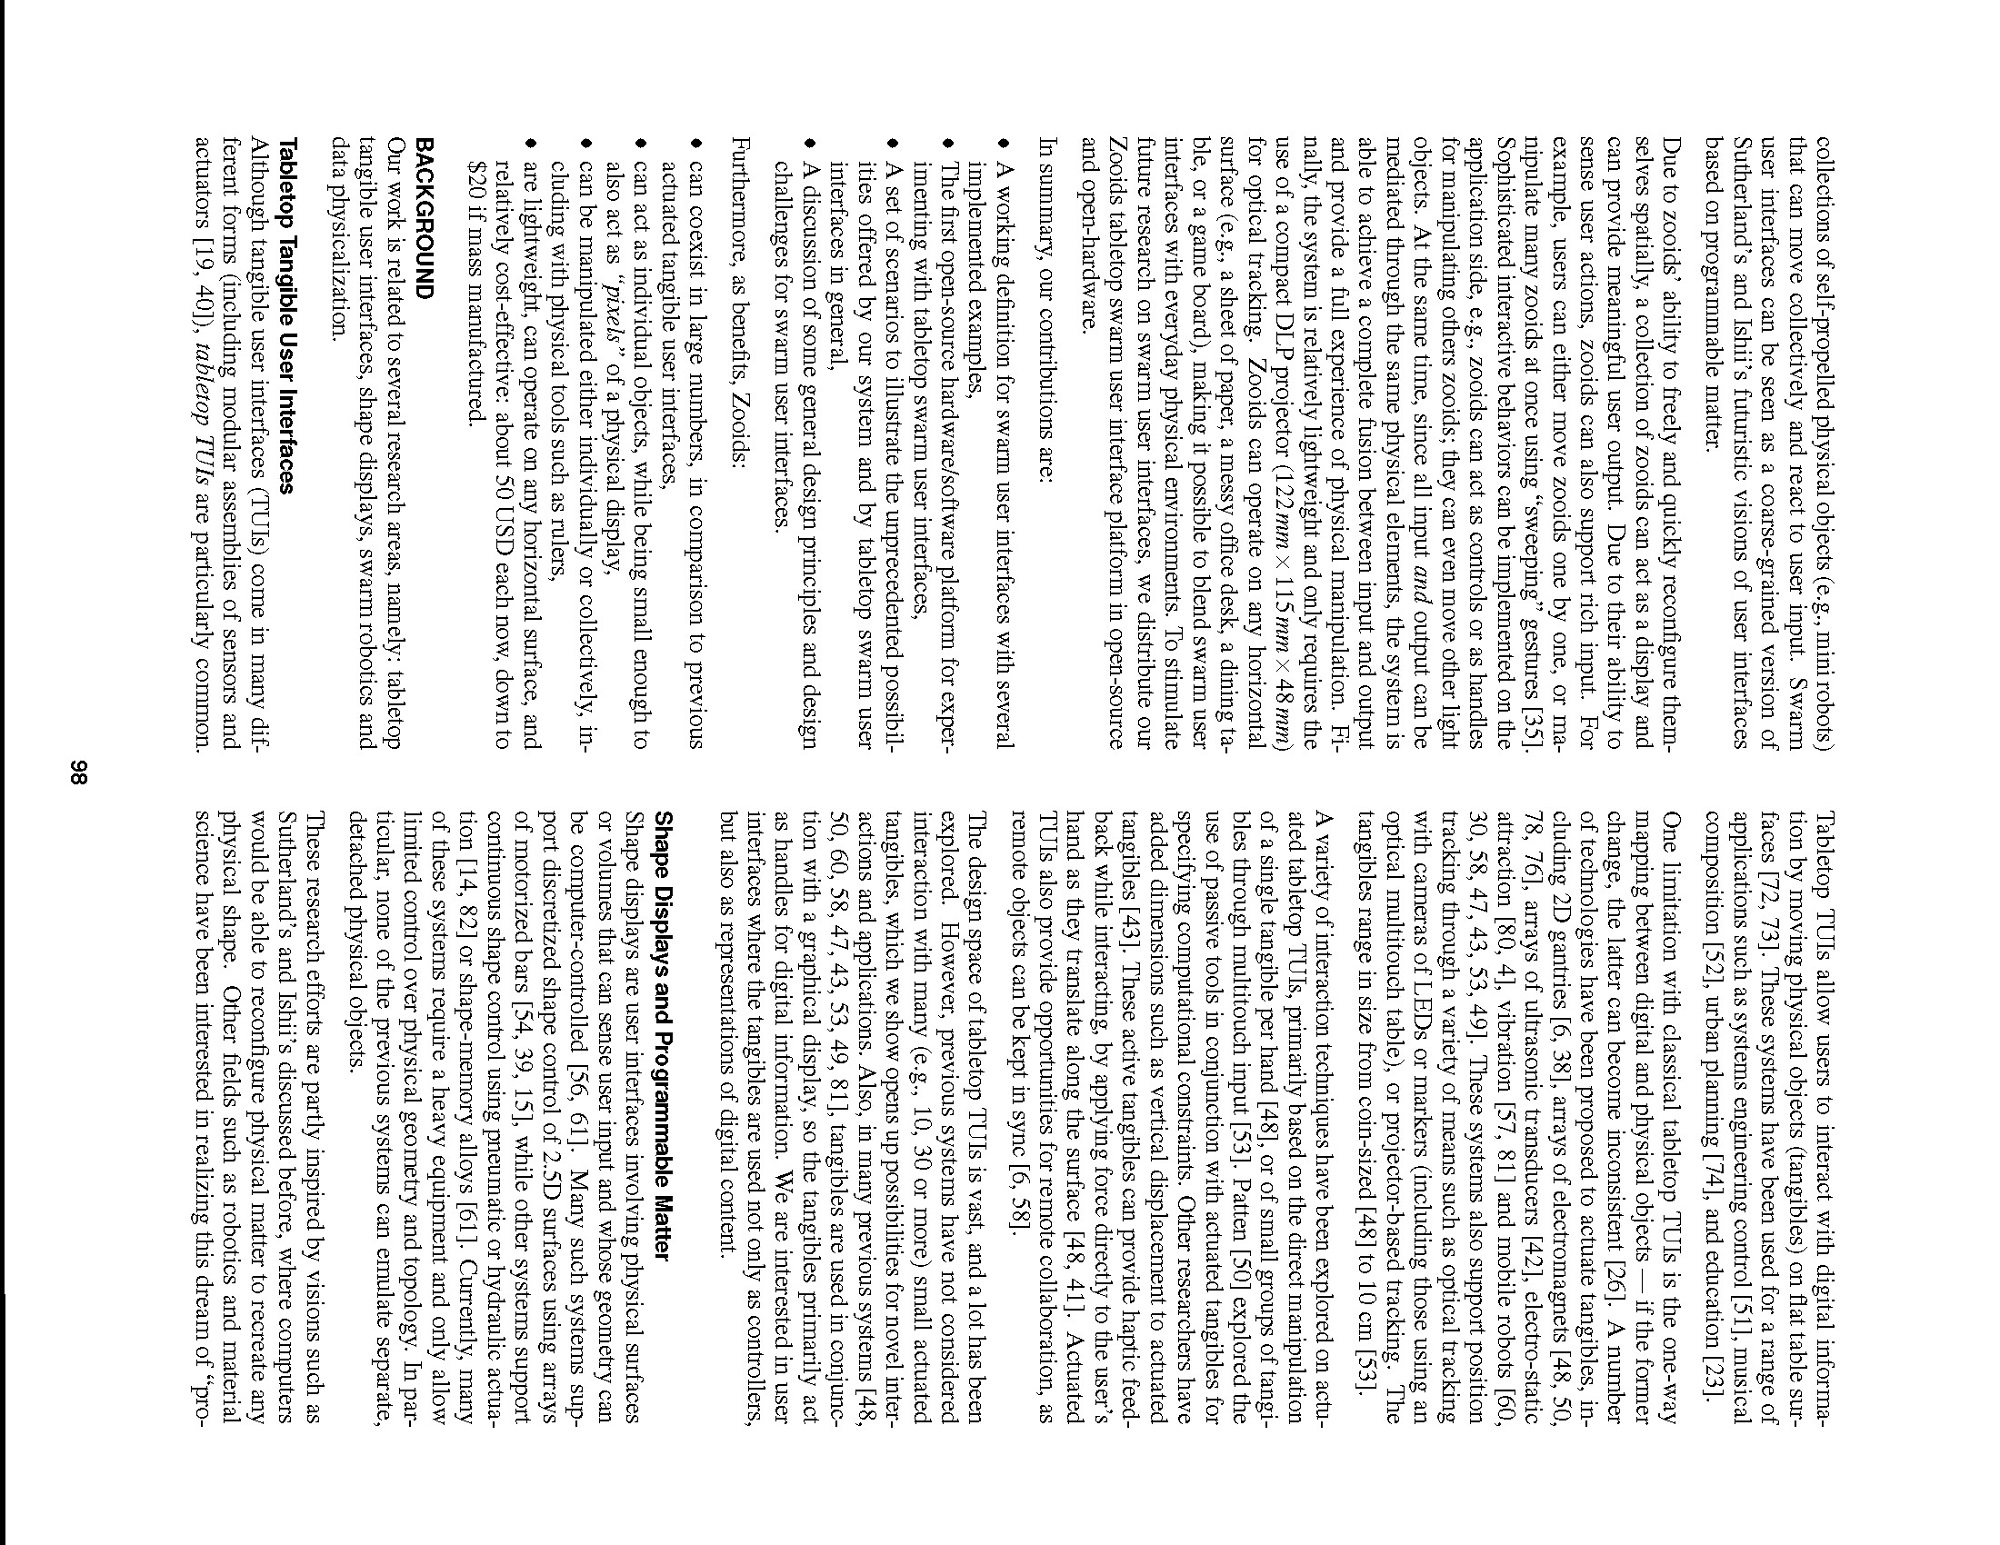 collections of self-propelled physical objects (e.g., mini robots)
that can move collectively and react to user input. Swarm
user interfaces can be seen as a coarse-grained version of
Sutherland's and Ishii's futuristic visions of user interfaces
based on programmable matter.
Due to zooids' ability to freely and quickly reconfigure them-
selves spatially, a collection of zooids can act as a display and
can provide meaningful user output. Due to their ability to
sense user actions, zooids can also support rich input. For
example, users can either move zooids one by one, or ma-
nipulate many zooids at once using "sweeping" gestures [35].
Sophisticated interactive behaviors can be implemented on the
application side, e.g., zooids can act as controls or as handles
for manipulating others zooids; they can even move other light
objects. At the same time, since all input and output can be
mediated through the same physical elements, the system is
able to achieve a complete fusion between input and output
and provide a full experience of physical manipulation. Fi-
nally, the system is relatively lightweight and only requires the
use of a compact DLP projector (122 mm × 115 mm × 48 mm)
for optical tracking. Zooids can operate on any horizontal
surface (e.g., a sheet of paper, a messy office desk, a dining ta-
ble, or a game board), making it possible to blend swarm user
interfaces with everyday physical environments. To stimulate
future research on swarm user interfaces, we distribute our
Zooids tabletop swarm user interface platform in open-source
and open-hardware.
In summary, our contributions are:
• A working definition for swarm user interfaces with several
implemented examples,
• The first open-source hardware/software platform for exper-
imenting with tabletop swarm user interfaces,
• A set of scenarios to illustrate the unprecedented possibil-
ities offered by our system and by tabletop swarm user
interfaces in general,
• A discussion of some general design principles and design
challenges for swarm user interfaces.
Furthermore, as benefits, Zooids:
• can coexist in large numbers, in comparison to previous
actuated tangible user interfaces,
• can act as individual objects, while being small enough to
also act as "pixels" of a physical display,
• can be manipulated either individually or collectively, in-
cluding with physical tools such as rulers,
• are lightweight, can operate on any horizontal surface, and
relatively cost-effective: about 50 USD each now, down to
$20 if mass manufactured.
BACKGROUND
Our work is related to several research areas, namely: tabletop
tangible user interfaces, shape displays, swarm robotics and
data physicalization.
Tabletop Tangible User Interfaces
Although tangible user interfaces (TUIs) come in many dif-
ferent forms (including modular assemblies of sensors and
actuators [19, 40]), tabletop TUIs are particularly common.
Tabletop TUIs allow users to interact with digital informa-
tion by moving physical objects (tangibles) on flat table sur-
faces [72, 73]. These systems have been used for a range of
applications such as systems engineering control [51], musical
composition [52], urban planning [74], and education [23].
One limitation with classical tabletop TUIs is the one-way
mapping between digital and physical objects — if the former
change, the latter can become inconsistent [26]. A number
of technologies have been proposed to actuate tangibles, in-
cluding 2D gantries [6, 38], arrays of electromagnets [48, 50,
78, 76], arrays of ultrasonic transducers [42], electro-static
attraction [80, 4], vibration [57, 81] and mobile robots [60,
30, 58, 47, 43, 53, 49]. These systems also support position
tracking through a variety of means such as optical tracking
with cameras of LEDs or markers (including those using an
optical multitouch table), or projector-based tracking. The
tangibles range in size from coin-sized [48] to 10 cm [53].
A variety of interaction techniques have been explored on actu-
ated tabletop TUIs, primarily based on the direct manipulation
of a single tangible per hand [48], or of small groups of tangi-
bles through multitouch input [53]. Patten [50] explored the
use of passive tools in conjunction with actuated tangibles for
specifying computational constraints. Other researchers have
added dimensions such as vertical displacement to actuated
tangibles [43]. These active tangibles can provide haptic feed-
back while interacting, by applying force directly to the user's
hand as they translate along the surface [48, 41]. Actuated
TUIs also provide opportunities for remote collaboration, as
remote objects can be kept in sync [6, 58].
The design space of tabletop TUIs is vast, and a lot has been
explored. However, previous systems have not considered
interaction with many (e.g., 10, 30 or more) small actuated
tangibles, which we show opens up possibilities for novel inter-
actions and applications. Also, in many previous systems [48,
50, 60, 58, 47, 43, 53, 49, 81], tangibles are used in conjunc-
tion with a graphical display, so the tangibles primarily act
as handles for digital information. We are interested in user
interfaces where the tangibles are used not only as controllers,
but also as representations of digital content.
Shape Displays and Programmable Matter
Shape displays are user interfaces involving physical surfaces
or volumes that can sense user input and whose geometry can
be computer-controlled [56, 61]. Many such systems sup-
port discretized shape control of 2.5D surfaces using arrays
of motorized bars [54, 39, 15], while other systems support
continuous shape control using pneumatic or hydraulic actua-
tion [14, 82] or shape-memory alloys [61]. Currently, many
of these systems require a heavy equipment and only allow
limited control over physical geometry and topology. In par-
ticular, none of the previous systems can emulate separate,
detached physical objects.
These research efforts are partly inspired by visions such as
Sutherland's and Ishii's discussed before, where computers
would be able to reconfigure physical matter to recreate any
physical shape. Other fields such as robotics and material
science have been interested in realizing this dream of "pro-
98